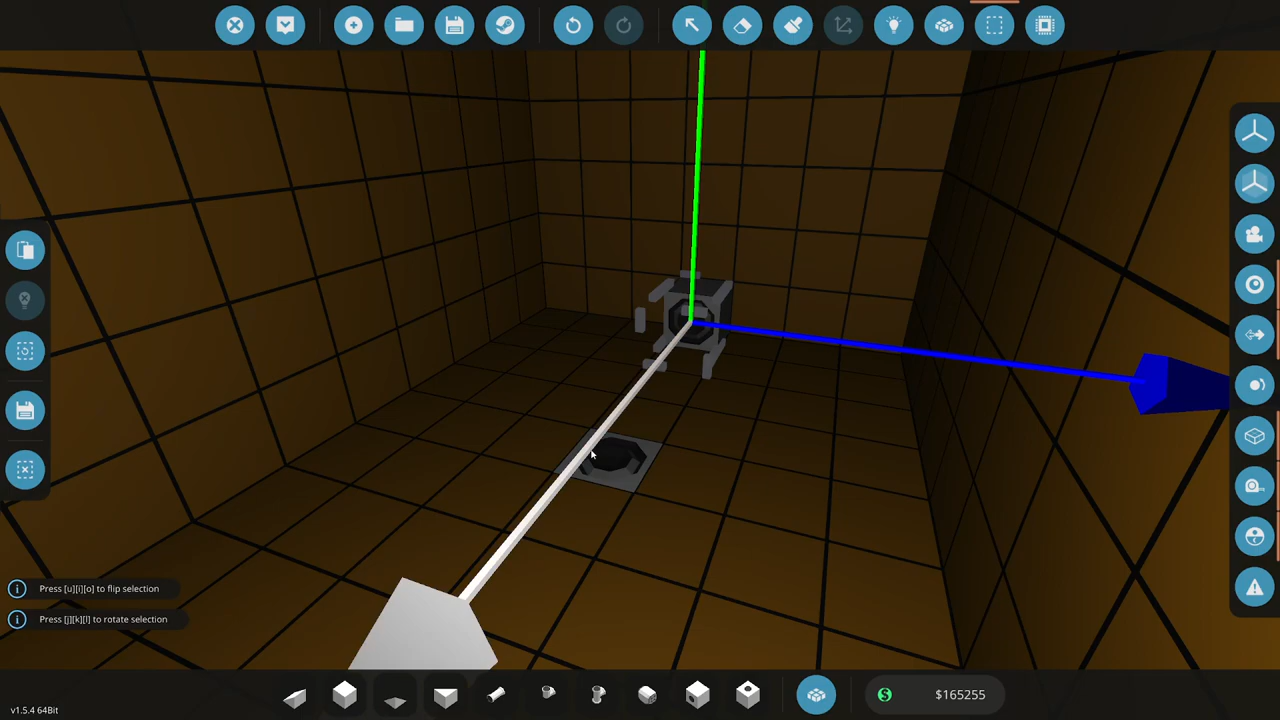 Press [u][i][o] to flip selection
Press [j][k][l] to rotate selection
$165255
v1.5.4 64Bit